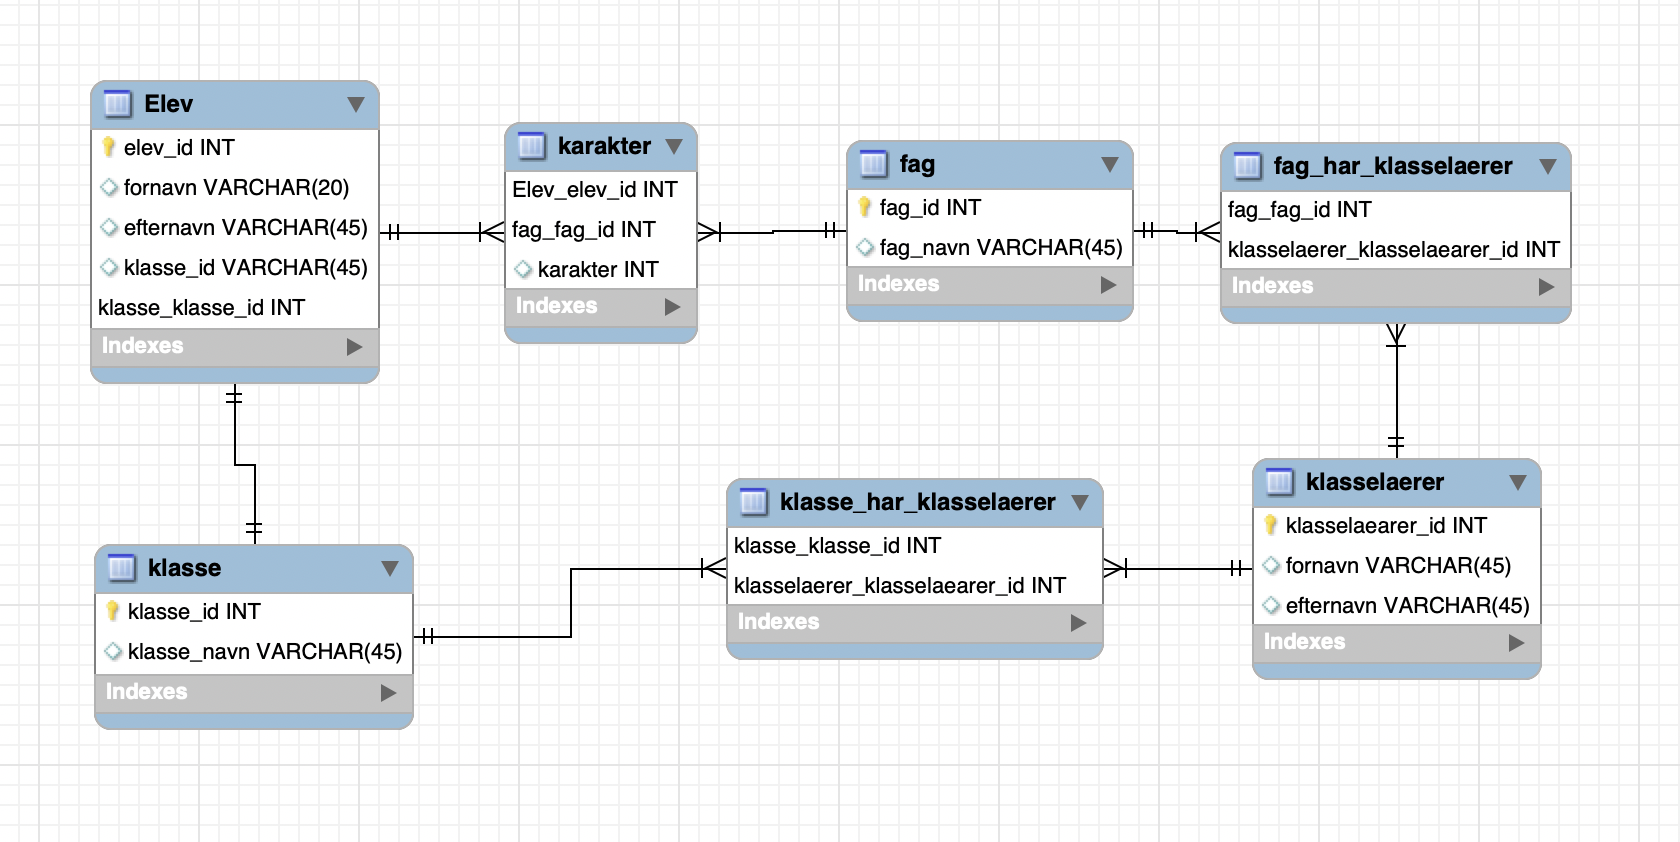 Elev
elev_id INT
fornavn VARCHAR(20)
efternavn VARCHAR(45)
klasse_id VARCHAR(45)
klasse_klasse_id INT
Indexes
karakter
Elev_elev_id INT
fag_fag_id INT
karakter INT
Indexes
fag
fag_id INT
fag_navn VARCHAR(45)
Indexes
fag_har_klasselaerer
fag_fag_id INT
klasselaerer_klasselaearer_id INT
Indexes
klasse
klasse_id INT
klasse_navn VARCHAR(45)
Indexes
klasse_har_klasselaerer
klasse_klasse_id INT
klasselaerer_klasselaearer_id INT
Indexes
klasselaerer
klasselaearer_id INT
fornavn VARCHAR(45)
efternavn VARCHAR(45)
Indexes